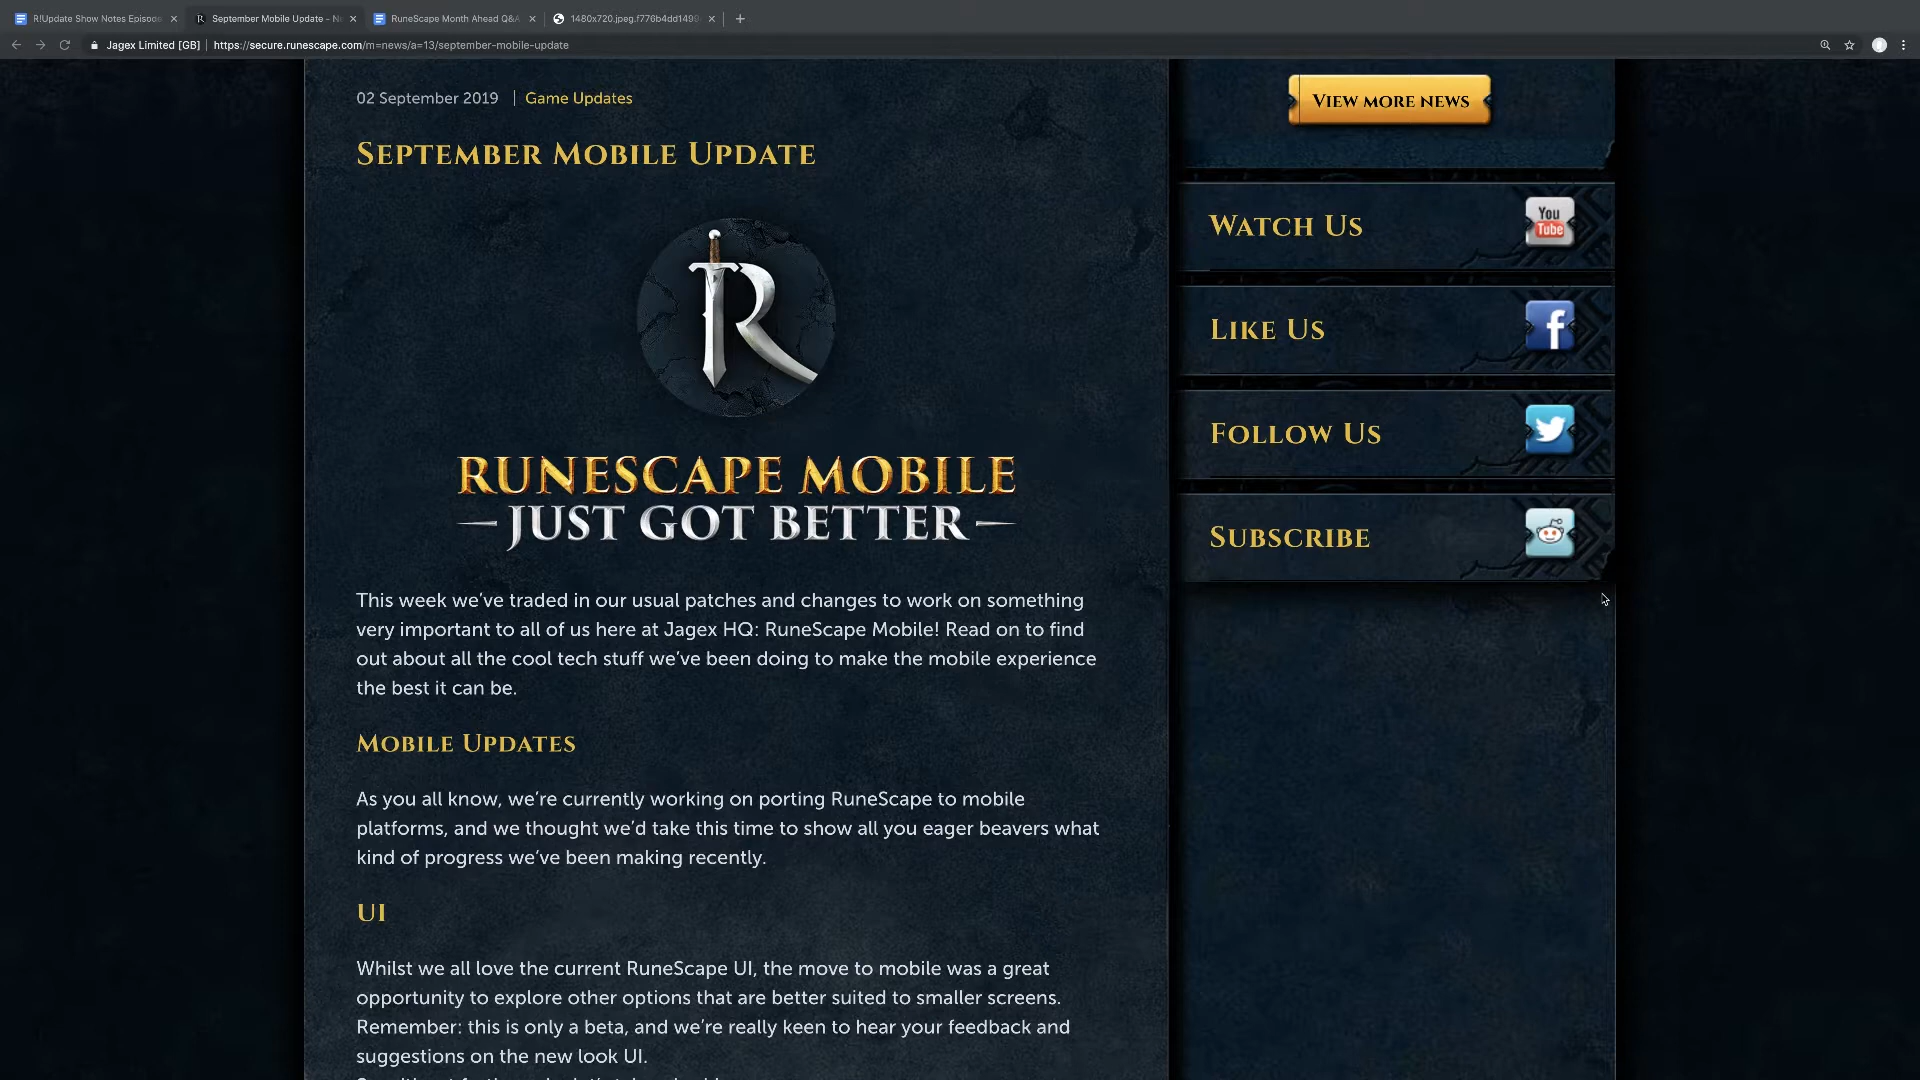 R!Update Show Notes Episode
September Mobile Update - Ne
RuneScape Month Ahead Q&A
1480x720.jpeg.f776b4dd1499
Jagex Limited [GB]
https://secure.runescape.com/m=news/a=13/september-mobile-update
02 September 2019 | Game Updates
September Mobile Update
R
RUNESCAPE MOBILE
JUST GOT BETTER
This week we’ve traded in our usual patches and changes to work on something
very important to all of us here at Jagex HQ: RuneScape Mobile! Read on to find
out about all the cool tech stuff we’ve been doing to make the mobile experience
the best it can be.
Mobile Updates
As you all know, we’re currently working on porting RuneScape to mobile
platforms, and we thought we’d take this time to show all you eager beavers what
kind of progress we’ve been making recently.
UI
Whilst we all love the current RuneScape UI, the move to mobile was a great
opportunity to explore other options that are better suited to smaller screens.
Remember: this is only a beta, and we’re really keen to hear your feedback and
suggestions on the new look UI.
View more news
Watch Us
You
Tube
Like Us
f
Follow Us
Subscribe